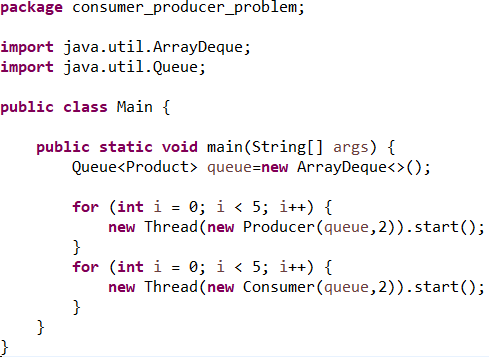 package consumer_producer_problem;
import java.util.ArrayDeque;
import java.util.Queue;
public class Main {
public static void main(String[] args) {
Queue<Product> queue=new ArrayDeque<>();
for (int i = 0; i < 5; i++) {
new Thread(new Producer(queue,2)).start();
}
for (int i = 0; i < 5; i++) {
new Thread(new Consumer(queue,2)).start();
}
}
}